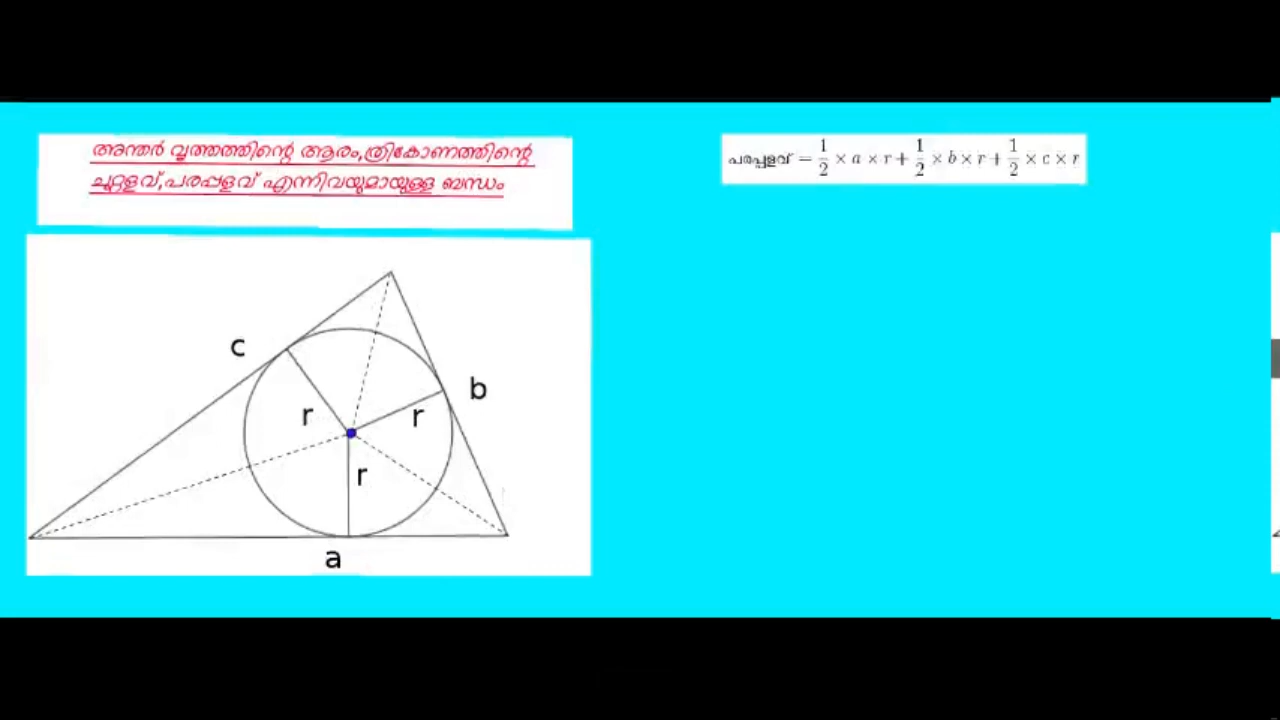 അന്തർ വൃത്തത്തിന്റെ ആരം,ത്രികോണത്തിന്റെ
ചുറ്റളവ്,പരപ്പളവ് എന്നിവയുമായുള്ള ബന്ധം
പരപ്പളവ് = 1/2 × a × r + 1/2 × b × r + 1/2 × c × r
c
b
r
r
r
a